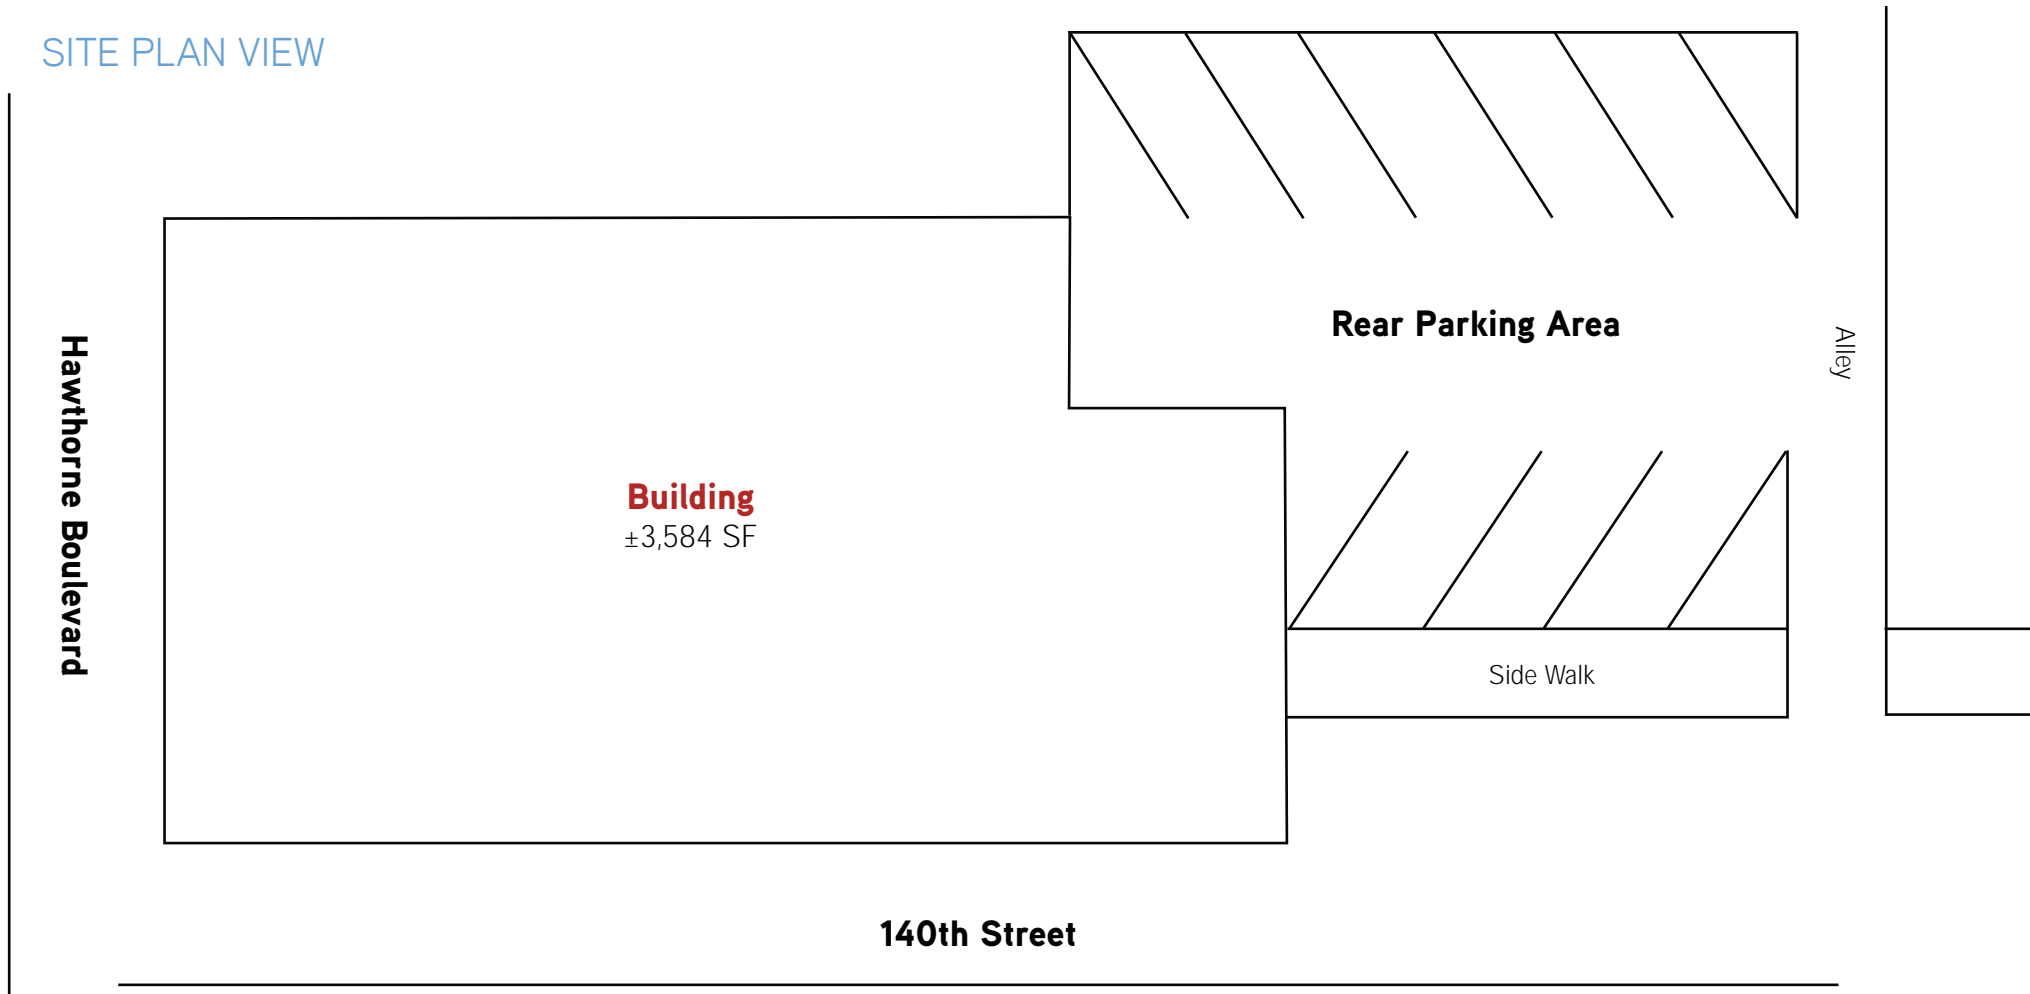 SITE PLAN VIEW
Hawthorne Boulevard
Building
±3,584 SF
Rear Parking Area
Alley
Side Walk
140th Street